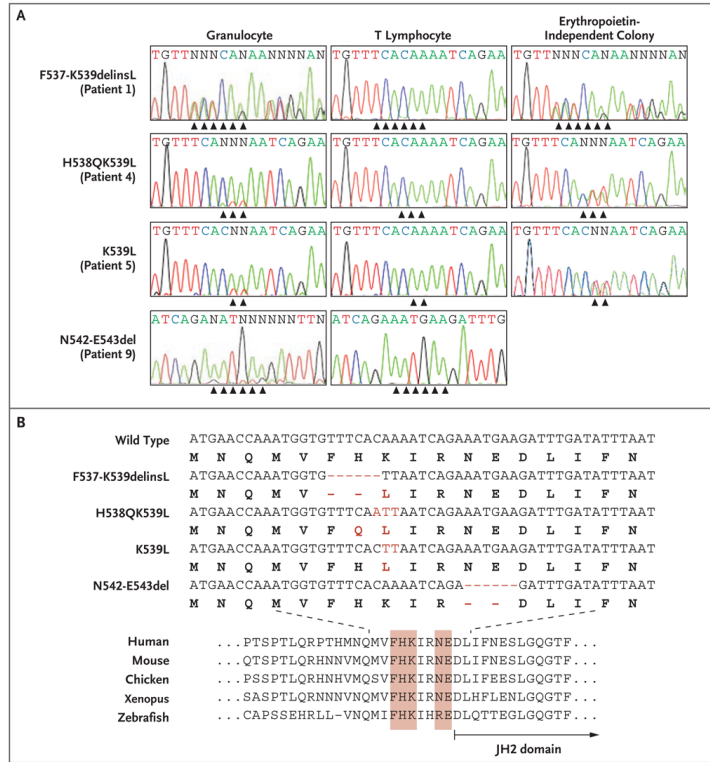 A
Granulocyte
T Lymphocyte
Erythropoietin-
Independent Colony
F537-K539delinsL
(Patient 1)
TGTTNNNCANAANNNNAN
TGTTTCACAAAATCAGAA
TGTTNNNCANAANNNNAN
H538QK539L
(Patient 4)
TGTTTCANNNAATCAGAA
TGTTTCACAAAATCAGAA
TGTTTCANNNAATCAGAA
K539L
(Patient 5)
TGTTTCACNNAATCAGAA
TGTTTCACAAAATCAGAA
TGTTTCACNNAATCAGAA
N542-E543del
(Patient 9)
ATCAGANATNNNNNNTTN
ATCAGAAATGAAGATTTG
B
Wild Type ATGAACCAAATGGTGTTTCACAAAATCAGAAATGAAGATTTGATATTTAAT
M N Q M V F H K I R N E D L I F N
F537-K539delinsL ATGAACCAAATGGTG------TTAATCAGAAATGAAGATTTGATATTTAAT
M N Q M V – – L I R N E D L I F N
H538QK539L ATGAACCAAATGGTGTTTCAATTAATCAGAAATGAAGATTTGATATTTAAT
M N Q M V F Q L I R N E D L I F N
K539L ATGAACCAAATGGTGTTTCACTTAATCAGAAATGAAGATTTGATATTTAAT
M N Q M V F H L I R N E D L I F N
N542-E543del ATGAACCAAATGGTGTTTCACAAAATCAGA------GATTTGATATTTAAT
M N Q M V F H K I R – – D L I F N
Human ...PTSPTLQRPTHMNQMVFHKIRNEDLIFNESLGQGTF...
Mouse ...QTSPTLQRHNNVMQMVFHKIRNEDLIFNESLGQGTF...
Chicken ...PSSPTLQRHNHVMQSVFHKIRNEDLIFJEESLGQGTF...
Xenopus ...SASPTLQRNNNVNQMVFHKIRNEDLHFLENLGQGTF...
Zebrafish ...CAPSSEHRLL-VNQMIFHKIHREDLQTTEGLGQGTF...
JH2 domain